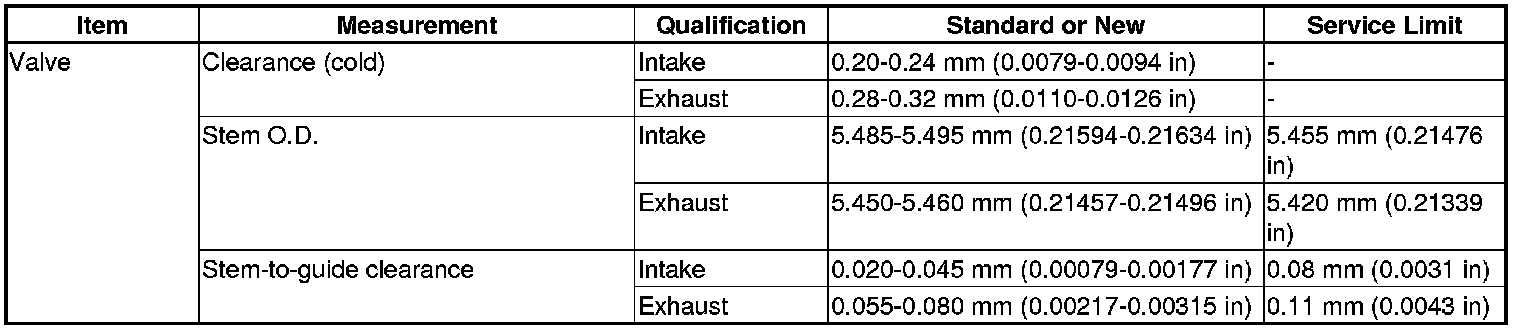 Item Measurement Qualification Standard or New Service Limit
Valve Clearance (cold) Intake 0.20-0.24 mm (0.0079-0.0094 in) -
Exhaust 0.28-0.32 mm (0.0110-0.0126 in) -
Stem O.D. Intake 5.485-5.495 mm (0.21594-0.21634 in) 5.455 mm (0.21476
in)
Exhaust 5.450-5.460 mm (0.21457-0.21496 in) 5.420 mm (0.21339
in)
Stem-to-guide clearance Intake 0.020-0.045 mm (0.00079-0.00177 in) 0.08 mm (0.0031 in)
Exhaust 0.055-0.080 mm (0.00217-0.00315 in) 0.11 mm (0.0043 in)